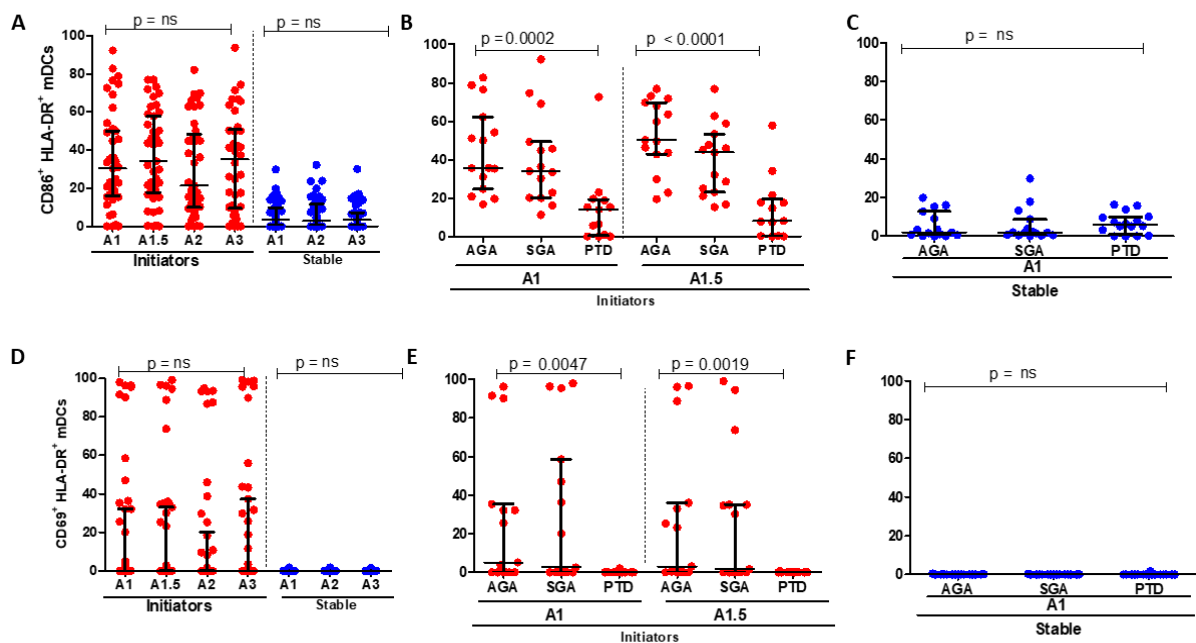 A
p = ns
p = ns
CD86+ HLA-DR+ mDCs
100
80
60
40
20
0
A1 A1.5 A2 A3
A1 A2 A3
Initiators
Stable
B
p=0.0002
p <0.0001
100
80
60
40
20
0
AGA SGA PTD
AGA SGA PTD
A1
A1.5
Initiators
C
p = ns
100
80
60
40
20
0
AGA SGA PTD
A1
Stable
D
p = ns
p = ns
CD69+ HLA-DR+ mDCs
100
80
60
40
20
0
A1 A1.5 A2 A3
A1 A2 A3
Initiators
Stable
E
p = 0.0047
p = 0.0019
100
80
60
40
20
0
AGA SGA PTD
AGA SGA PTD
A1
A1.5
Initiators
F
p = ns
100
80
60
40
20
0
AGA SGA PTD
A1
Stable